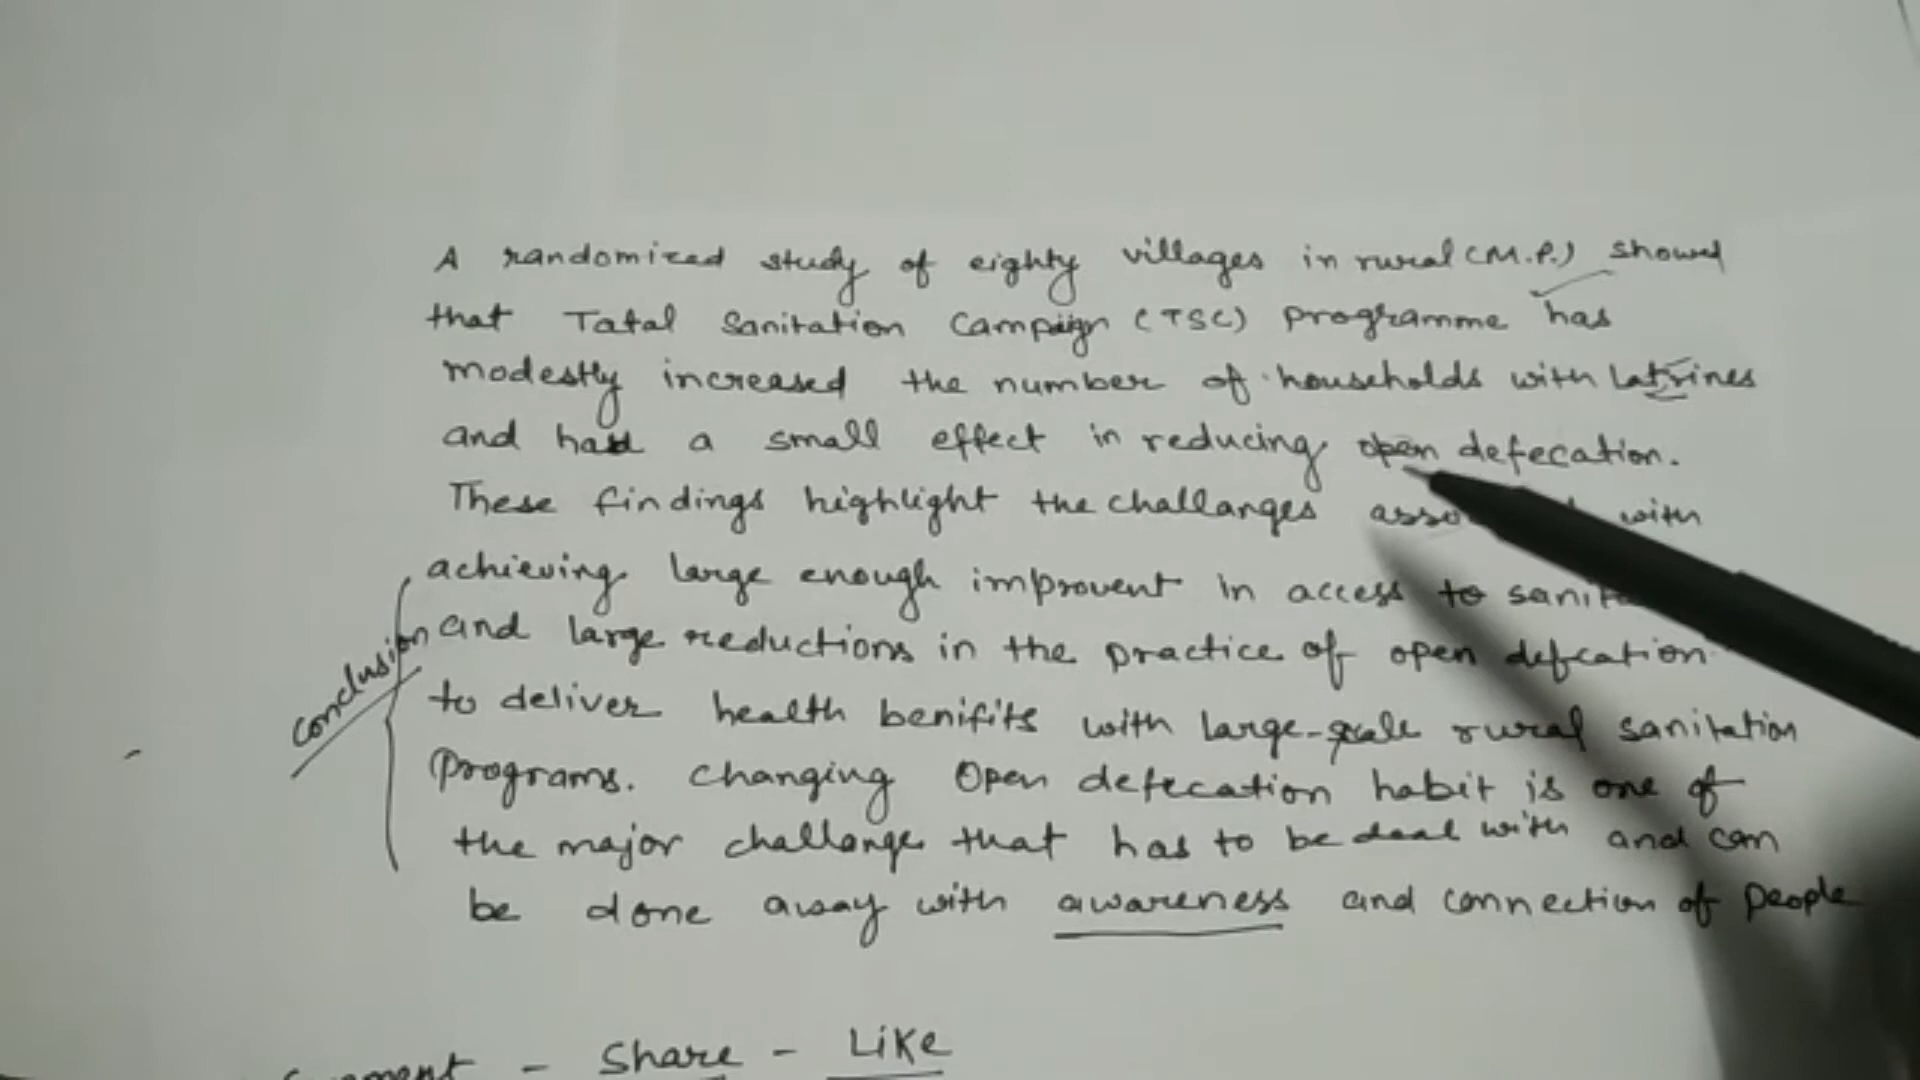 A randomized study of eighty villages in rural (M.P.) showed
that Tatal Sanitation Campaign (TSC) programme has
modestly increased the number of households with latrines
and had a small effect in reducing open defecation.
These findings highlight the challanges with
achieving large enough improvent in access to
and large reductions in the practice of open defcation
to deliver health benifits with large-scale rural sanitation
programs. Changing Open defecation habit is one of
the major challange that has to be deal with and can
be done away with awareness and connection of people
Conclusion
- Share - Like